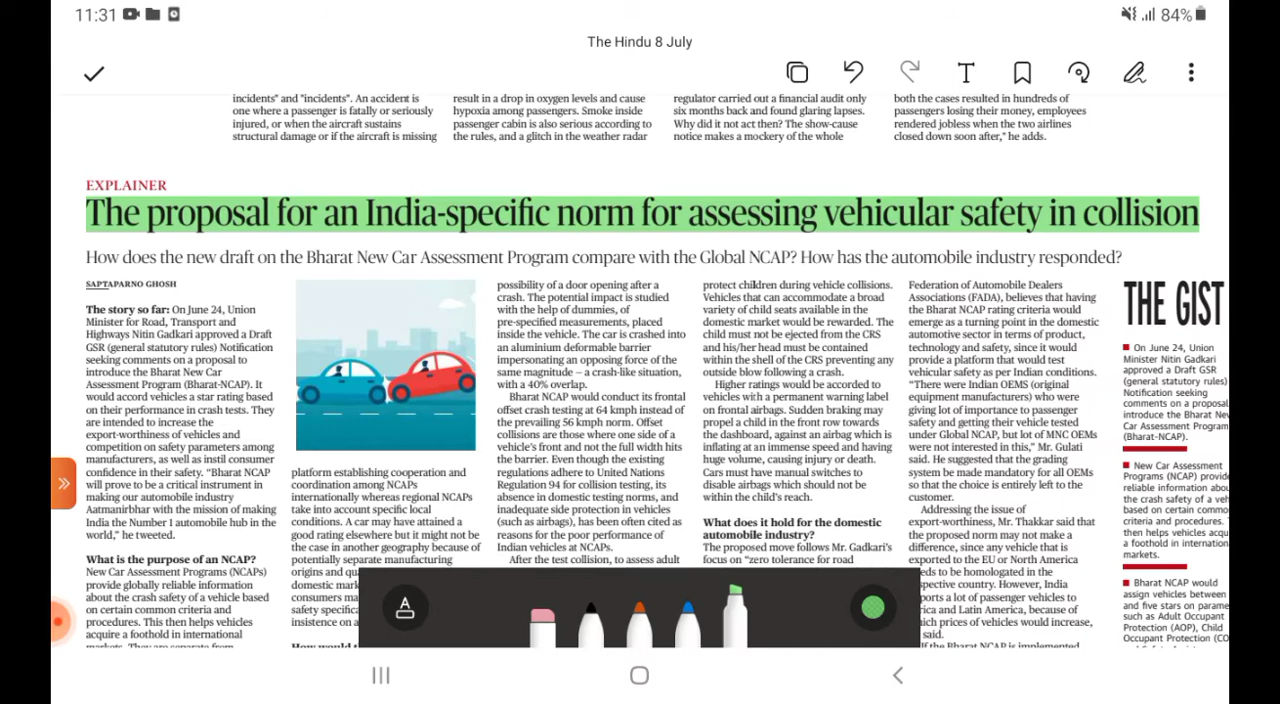 11:31
84%
The Hindu 8 July
T
incidents" and "incidents". An accident is
one where a passenger is fatally or seriously
injured, or when the aircraft sustains
structural damage or if the aircraft is missing
result in a drop in oxygen levels and cause
hypoxia among passengers. Smoke inside
passenger cabin is also serious according to
the rules, and a glitch in the weather radar
regulator carried out a financial audit only
six months back and found glaring lapses.
Why did it not act then? The show-cause
notice makes a mockery of the whole
both the cases resulted in hundreds of
passengers losing their money, employees
rendered jobless when the two airlines
closed down soon after," he adds.
EXPLAINER
The proposal for an India-specific norm for assessing vehicular safety in collision
How does the new draft on the Bharat New Car Assessment Program compare with the Global NCAP? How has the automobile industry responded?
SAPTAPARNO GHOSH
The story so far: On June 24, Union
Minister for Road, Transport and
Highways Nitin Gadkari approved a Draft
GSR (general statutory rules) Notification
seeking comments on a proposal to
introduce the Bharat New Car
Assessment Program (Bharat-NCAP). It
would accord vehicles a star rating based
on their performance in crash tests. They
are intended to increase the
export-worthiness of vehicles and
competition on safety parameters among
manufacturers, as well as instil consumer
confidence in their safety. "Bharat NCAP
will prove to be a critical instrument in
making our automobile industry
Aatmanirbhar with the mission of making
India the Number 1 automobile hub in the
world," he tweeted.
What is the purpose of an NCAP?
New Car Assessment Programs (NCAPs)
provide globally reliable information
about the crash safety of a vehicle based
on certain common criteria and
procedures. This then helps vehicles
acquire a foothold in international
markets. They are separate from
platform establishing cooperation and
coordination among NCAPs
internationally whereas regional NCAPs
take into account specific local
conditions. A car may have attained a
good rating elsewhere but it might not be
the case in another geography because of
potentially separate manufacturing
origins and
domestic
consumers
safety
insistence on
possibility of a door opening after a
crash. The potential impact is studied
with the help of dummies, of
pre-specified measurements, placed
inside the vehicle. The car is crashed into
an aluminium deformable barrier
impersonating an opposing force of the
same magnitude – a crash-like situation,
with a 40% overlap.
Bharat NCAP would conduct its frontal
offset crash testing at 64 kmph instead of
the prevailing 56 kmph norm. Offset
collisions are those where one side of a
vehicle's front and not the full width hits
the barrier. Even though the existing
regulations adhere to United Nations
Regulation 94 for collision testing, its
absence in domestic testing norms, and
inadequate side protection in vehicles
(such as airbags), has been often cited as
reasons for the poor performance of
Indian vehicles at NCAPs.
After the test collision, to assess adult
protect children during vehicle collisions.
Vehicles that can accommodate a broad
variety of child seats available in the
domestic market would be rewarded. The
child must not be ejected from the CRS
and his/her head must be contained
within the shell of the CRS preventing any
outside blow following a crash.
Higher ratings would be accorded to
vehicles with a permanent warning label
on frontal airbags. Sudden braking may
propel a child in the front row towards
the dashboard, against an airbag which is
inflating at an immense speed and having
huge volume, causing injury or death.
Cars must have manual switches to
disable airbags which should not be
within the child's reach.
What does it hold for the domestic
automobile industry?
The proposed move follows Mr. Gadkari's
focus on "zero tolerance for road
Federation of Automobile Dealers
Associations (FADA), believes that having
the Bharat NCAP rating criteria would
emerge as a turning point in the domestic
automotive sector in terms of product,
technology and safety, since it would
provide a platform that would test
vehicular safety as per Indian conditions.
"There were Indian OEMS (original
equipment manufacturers) who were
giving lot of importance to passenger
safety and getting their vehicle tested
under Global NCAP, but lot of MNC OEMs
were not interested in this," Mr. Gulati
said. He suggested that the grading
system be made mandatory for all OEMs
so that the choice is entirely left to the
customer.
Addressing the issue of
export-worthiness, Mr. Thakkar said that
the proposed norm may not make a
difference, since any vehicle that is
exported to the EU or North America
to be homologated in the
country. However, India
a lot of passenger vehicles to
and Latin America, because of
prices of vehicles would increase,
said.
If the Bharat NCAP is implemented
THE GIST
On June 24, Union
Minister Nitin Gadkari
approved a Draft GSR
(general statutory rules)
Notification seeking
comments on a proposal
introduce the Bharat
Car Assessment Program
(Bharat-NCAP).
New Car Assessment
Programs (NCAP)
reliable information
the crash safety of a
based on certain
criteria and procedures.
then helps vehicles
a foothold in
markets.
Bharat NCAP would
assign vehicles between
and five stars on
such as Adult Occupant
Protection (AOP), Child
Occupant Protection
A